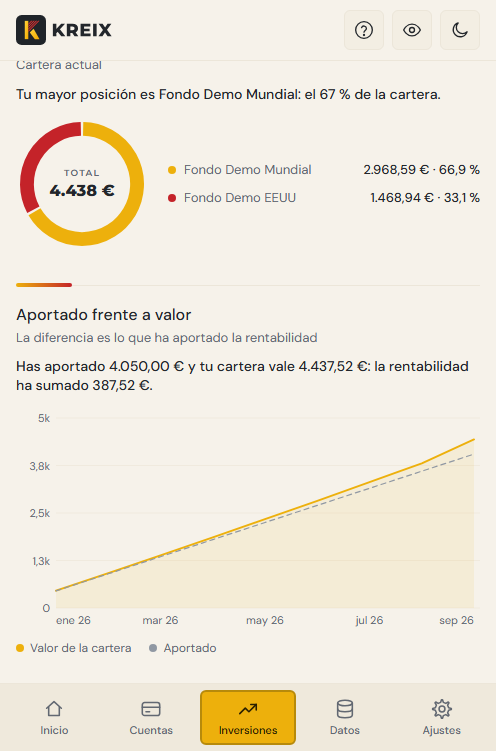 KREIX
Cartera actual
Tu mayor posición es Fondo Demo Mundial: el 67 % de la cartera.
TOTAL
4.438 €
Fondo Demo Mundial 2.968,59 € · 66,9 %
Fondo Demo EEUU 1.468,94 € · 33,1 %
Aportado frente a valor
La diferencia es lo que ha aportado la rentabilidad
Has aportado 4.050,00 € y tu cartera vale 4.437,52 €: la rentabilidad
ha sumado 387,52 €.
5k
3,8k
2,5k
1,3k
0
ene 26 mar 26 may 26 jul 26 sep 26
Valor de la cartera Aportado
Inicio Cuentas Inversiones Datos Ajustes